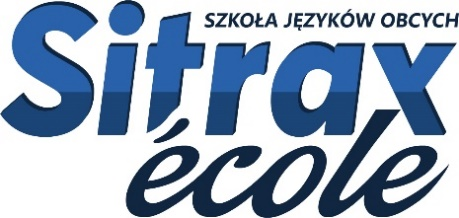 SZKOŁA JĘZYKÓW OBCYCH
Sitrax
école